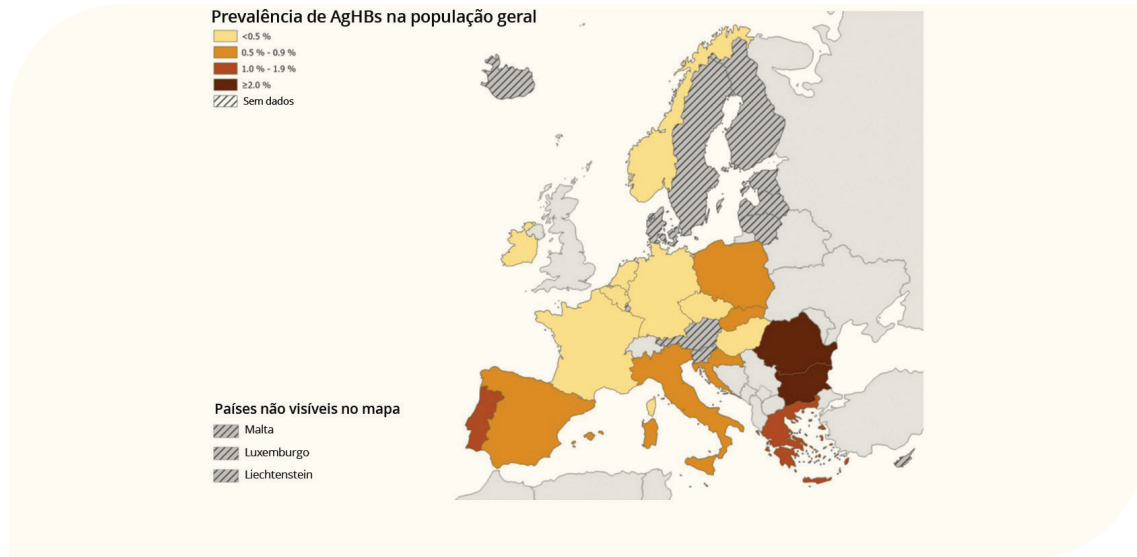 Prevalência de AgHBs na população geral
<0.5 %
0.5 % - 0.9 %
1.0 % - 1.9 %
≥2.0 %
Sem dados
Países não visíveis no mapa
Malta
Luxemburgo
Liechtenstein